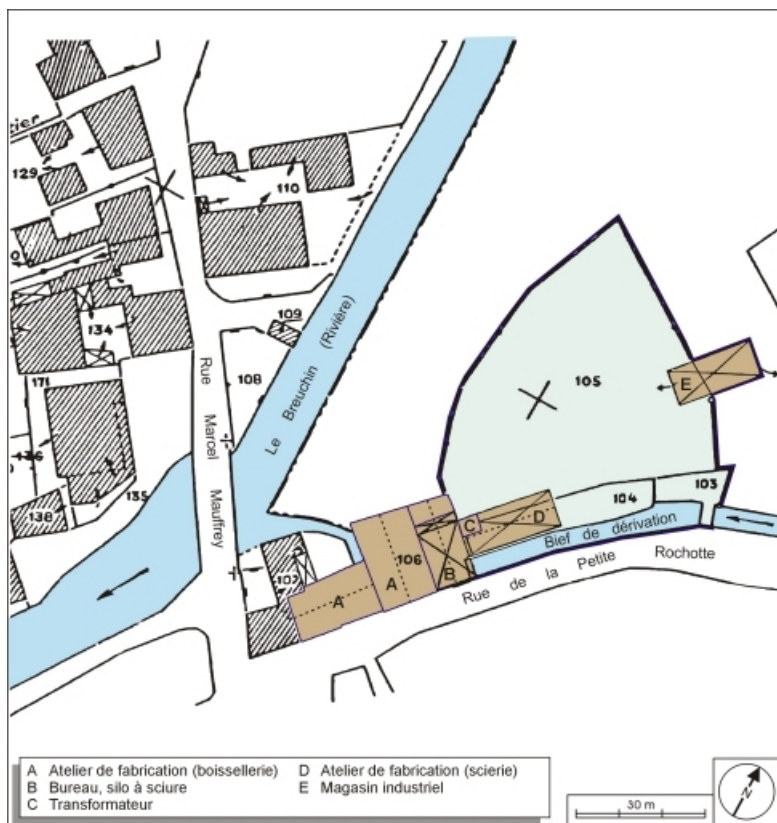 129
110
109
134
108
171
136
135
138
Rue Marcel Mauffrey
Le Breuchin (Rivière)
105
E
103
104
C
D
Bief de dérivation
106
102
A
A
B
Rue de la Petite Rochotte
A Atelier de fabrication (boissellerie)
B Bureau, silo à sciure
C Transformateur
D Atelier de fabrication (scierie)
E Magasin industriel
30 m
N